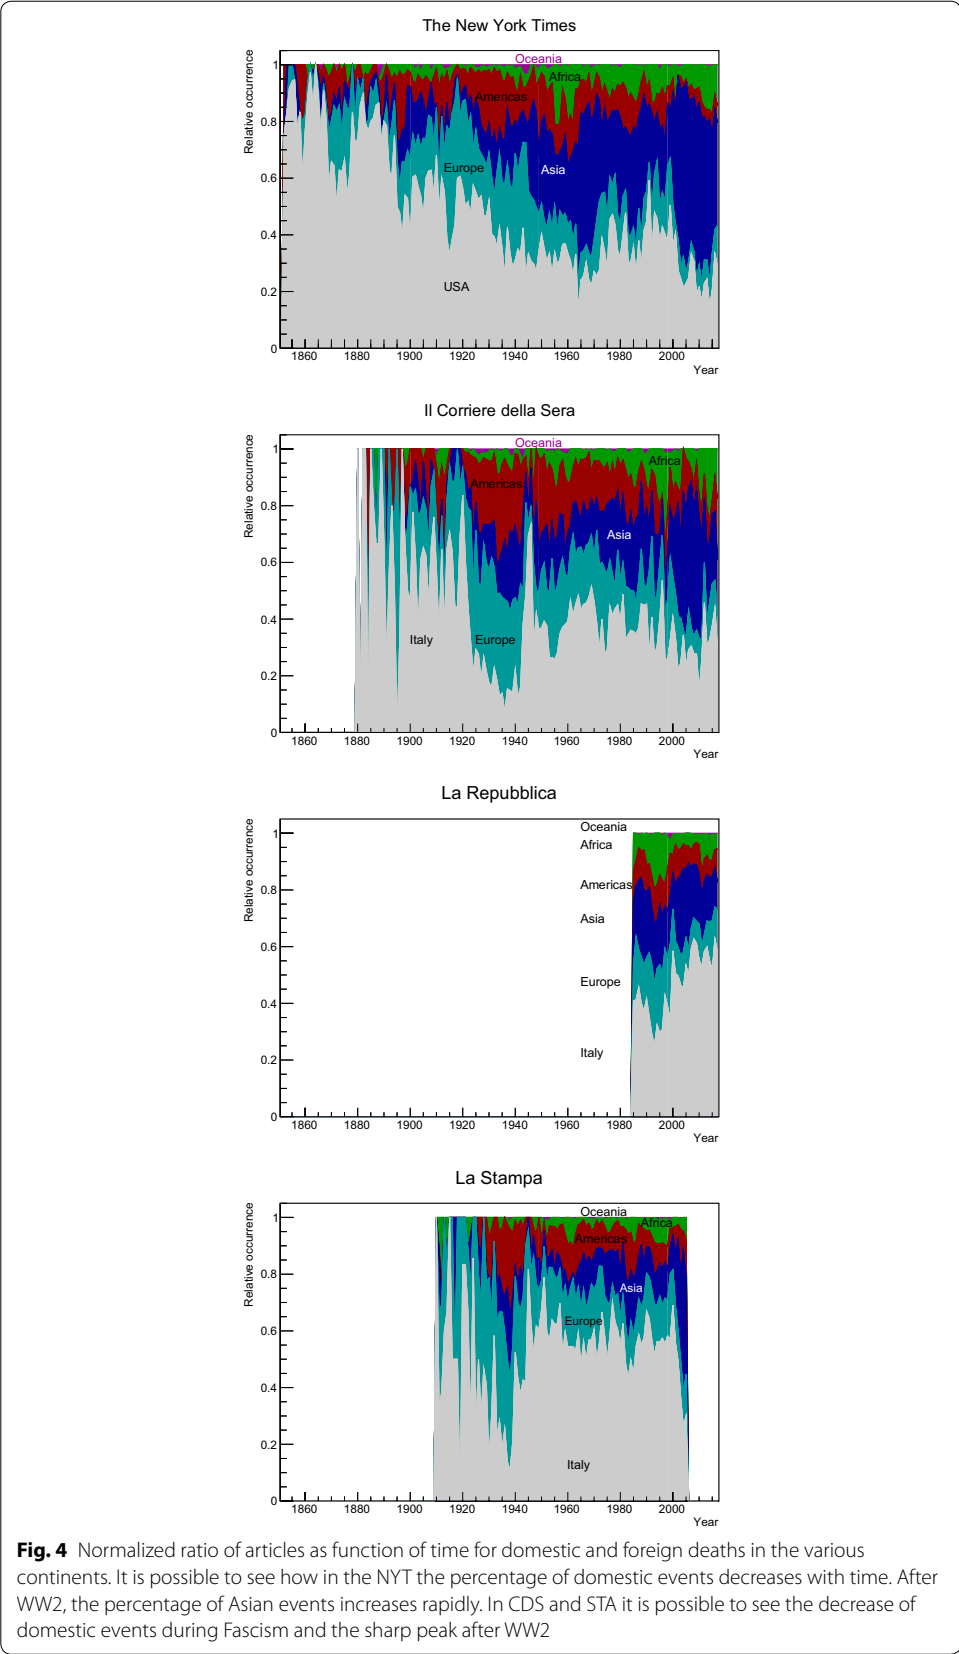 The New York Times
Relative occurrence
1
0.8
0.6
0.4
0.2
0
Oceania
Africa
Americas
Europe
Asia
USA
1860 1880 1900 1920 1940 1960 1980 2000
Year
Il Corriere della Sera
Relative occurrence
1
0.8
0.6
0.4
0.2
0
Oceania
Africa
Americas
Asia
Italy
Europe
1860 1880 1900 1920 1940 1960 1980 2000
Year
La Repubblica
Relative occurrence
1
0.8
0.6
0.4
0.2
0
Oceania
Africa
Americas
Asia
Europe
Italy
1860 1880 1900 1920 1940 1960 1980 2000
Year
La Stampa
Relative occurrence
1
0.8
0.6
0.4
0.2
0
Oceania
Africa
Americas
Asia
Europe
Italy
1860 1880 1900 1920 1940 1960 1980 2000
Year
Fig. 4 Normalized ratio of articles as function of time for domestic and foreign deaths in the various
continents. It is possible to see how in the NYT the percentage of domestic events decreases with time. After
WW2, the percentage of Asian events increases rapidly. In CDS and STA it is possible to see the decrease of
domestic events during Fascism and the sharp peak after WW2